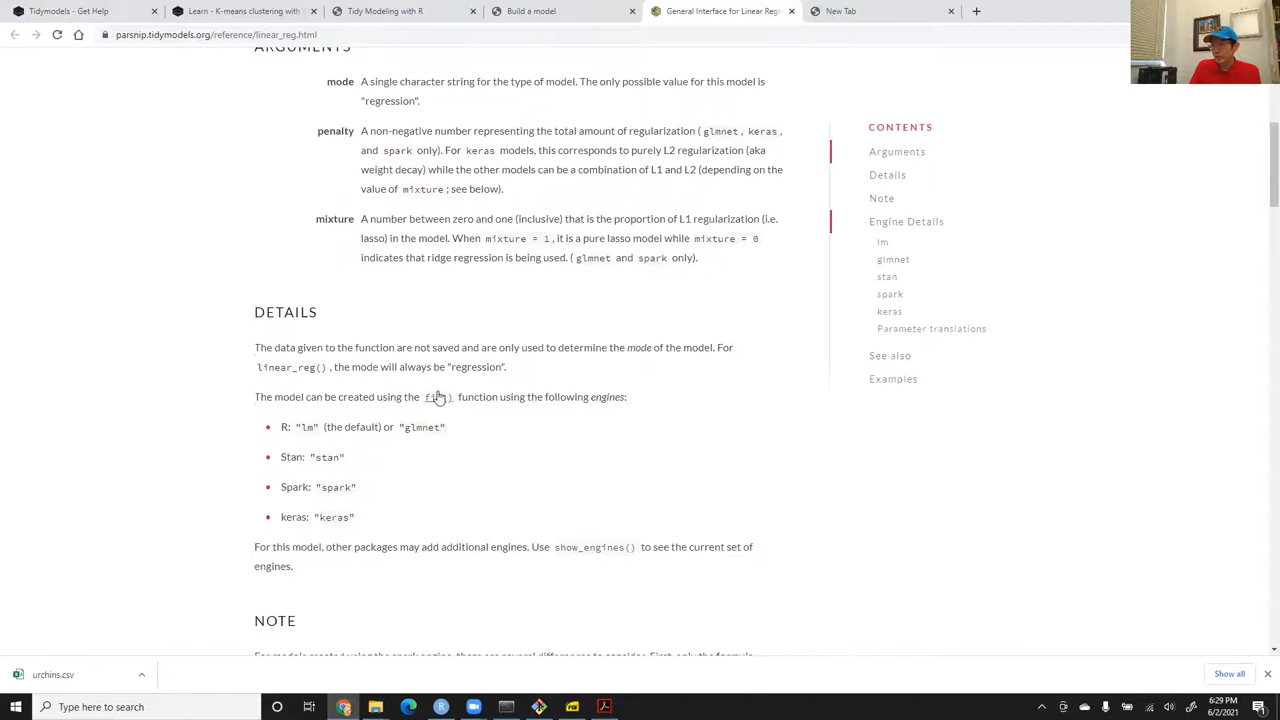 Tidymodels - Get Help
Learn - K-means clustering with
Tidy Modeling with R
Build a model
General Interface for Linear Regr
New Tab
parsnip.tidymodels.org/reference/linear_reg.html
ARGUMENTS
mode A single character string for the type of model. The only possible value for this model is
"regression".
penalty A non-negative number representing the total amount of regularization ( glmnet, keras,
and spark only). For keras models, this corresponds to purely L2 regularization (aka
weight decay) while the other models can be a combination of L1 and L2 (depending on the
value of mixture; see below).
mixture A number between zero and one (inclusive) that is the proportion of L1 regularization (i.e.
lasso) in the model. When mixture = 1, it is a pure lasso model while mixture = 0
indicates that ridge regression is being used. ( glmnet and spark only).
DETAILS
The data given to the function are not saved and are only used to determine the mode of the model. For
linear_reg(), the mode will always be "regression".
The model can be created using the function using the following engines:
R: "lm" (the default) or "glmnet"
Stan: "stan"
Spark: "spark"
keras: "keras"
For this model, other packages may add additional engines. Use show_engines() to see the current set of
engines.
NOTE
CONTENTS
Arguments
Details
Note
Engine Details
lm
glmnet
stan
spark
keras
Parameter translations
See also
Examples
urchins.csv
Show all
Type here to search
6:29 PM
6/2/2021